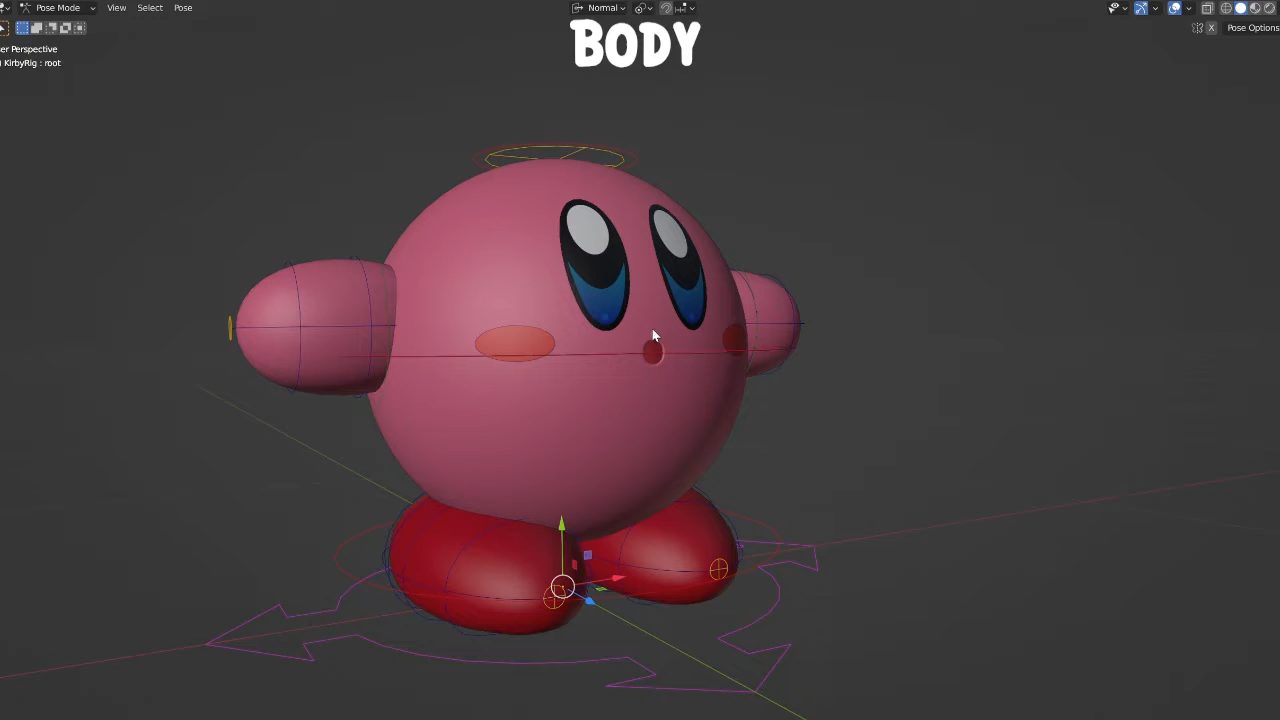 Pose Mode View Select Pose Normal
BODY
X Pose Options
er Perspective
) KirbyRig : root